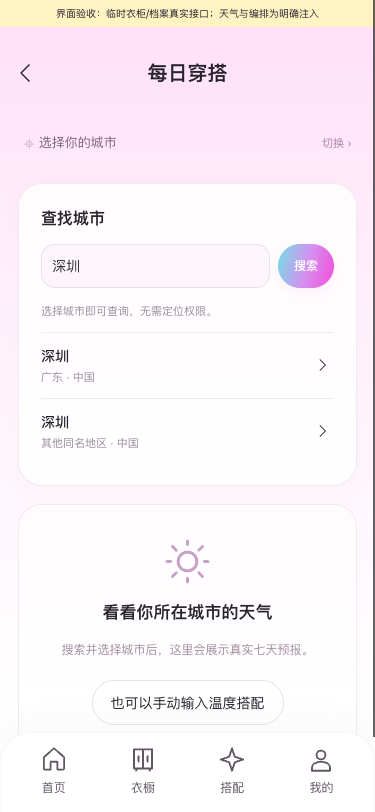 界面验收：临时衣柜/档案真实接口；天气与编排为明确注入
每日穿搭
选择你的城市
切换 ›
查找城市
深圳
搜索
选择城市即可查询，无需定位权限。
深圳
广东 · 中国
深圳
其他同名地区 · 中国
看看你所在城市的天气
搜索并选择城市后，这里会展示真实七天预报。
也可以手动输入温度搭配
首页
衣橱
搭配
我的